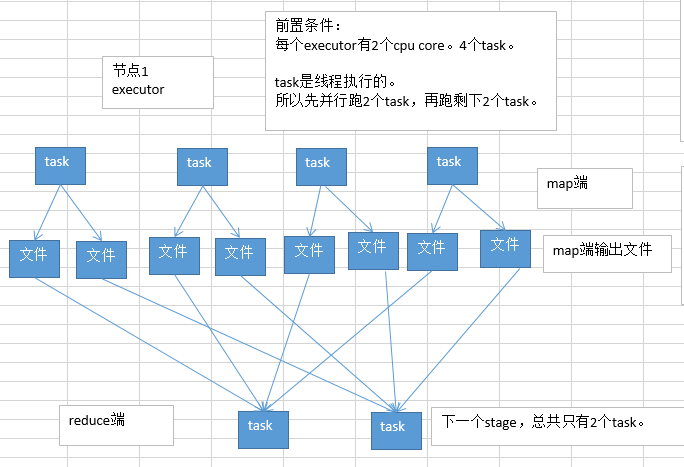 前置条件：
每个executor有2个cpu core。4个task。
task是线程执行的。
所以先并行跑2个task，再跑剩下2个task。
节点1
executor
task
task
task
task
map端
文件
文件
文件
文件
文件
文件
文件
文件
map端输出文件
reduce端
task
task
下一个stage，总共只有2个task。